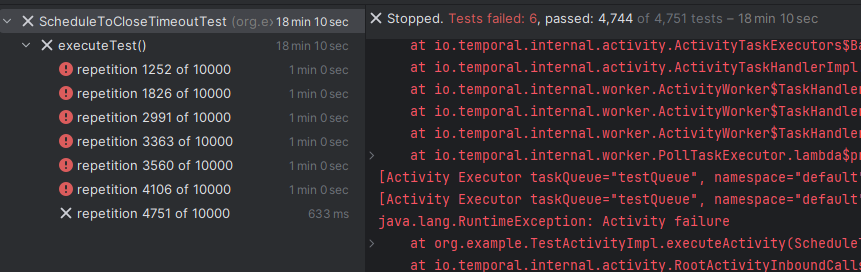 ScheduleToCloseTimeoutTest (org.e 18 min 10 sec
executeTest() 18 min 10 sec
repetition 1252 of 10000 1 min 0 sec
repetition 1826 of 10000 1 min 0 sec
repetition 2991 of 10000 1 min 0 sec
repetition 3363 of 10000 1 min 0 sec
repetition 3560 of 10000 1 min 0 sec
repetition 4106 of 10000 1 min 0 sec
repetition 4751 of 10000 633 ms
Stopped. Tests failed: 6, passed: 4,744 of 4,751 tests – 18 min 10 sec
at io.temporal.internal.activity.ActivityTaskExecutors$Ba
at io.temporal.internal.activity.ActivityTaskHandlerImpl
at io.temporal.internal.worker.ActivityWorker$TaskHandler
at io.temporal.internal.worker.ActivityWorker$TaskHandler
at io.temporal.internal.worker.ActivityWorker$TaskHandler
at io.temporal.internal.worker.PollTaskExecutor.lambda$pr
[Activity Executor taskQueue="testQueue", namespace="default"
[Activity Executor taskQueue="testQueue", namespace="default"
java.lang.RuntimeException: Activity failure
at org.example.TestActivityImpl.executeActivity(Schedule
at io.temporal.internal.activity.RootActivityInboundCalls